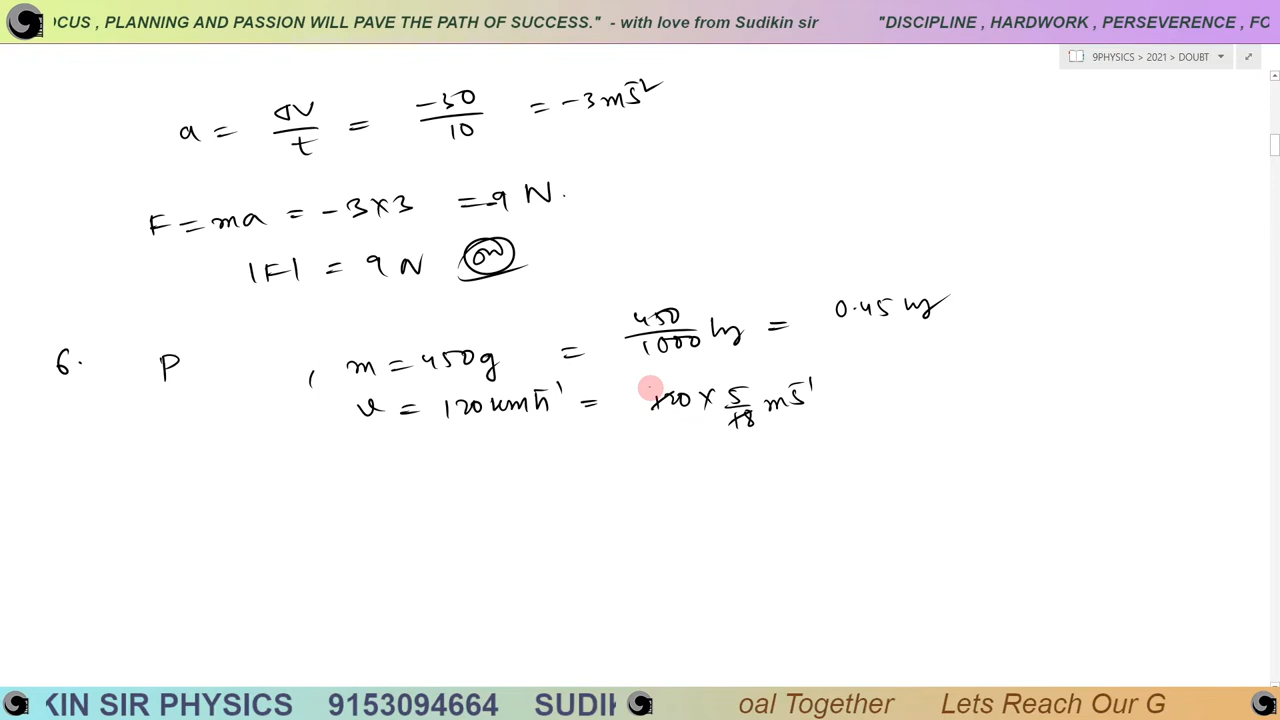 OCUS , PLANNING AND PASSION WILL PAVE THE PATH OF SUCCESS." - with love from Sudikin sir "DISCIPLINE , HARDWORK , PERSEVERENCE , FO
9PHYSICS > 2021 > DOUBT
a = ΔV/t = -30/10 = -3 ms⁻²
F = ma = -3×3 = -9 N.
|F| = 9 N
6. P , m = 450g = 450/1000 kg = 0.45 kg
v = 120 kmh⁻¹ = 120 × 5/18 ms⁻¹
KIN SIR PHYSICS 9153094664 SUDI oal Together Lets Reach Our G